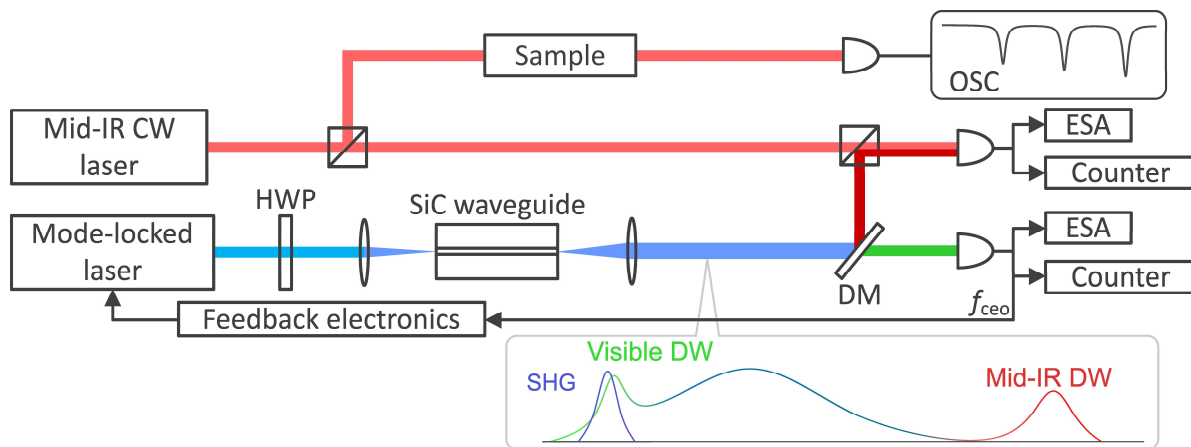 Sample
OSC
Mid-IR CW
laser
ESA
Counter
HWP
SiC waveguide
Mode-locked
laser
DM
ESA
Counter
Feedback electronics
fceo
Visible DW
SHG
Mid-IR DW